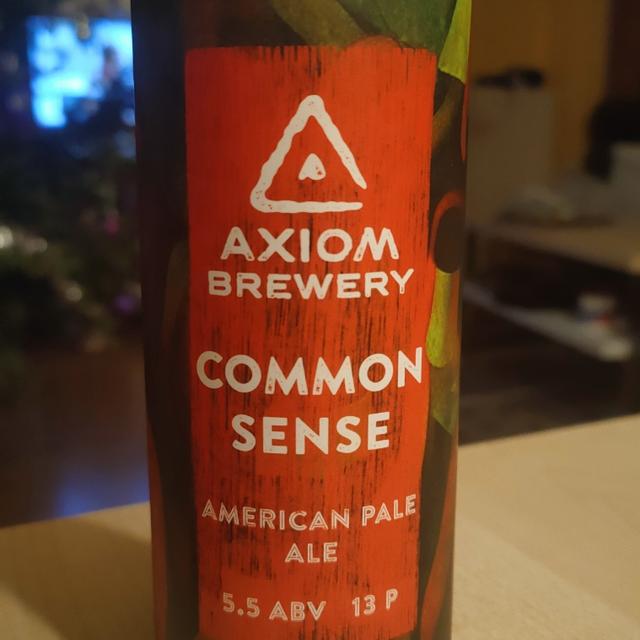 AXIOM
BREWERY
COMMON
SENSE
AMERICAN PALE
ALE
5.5 ABV 13 P